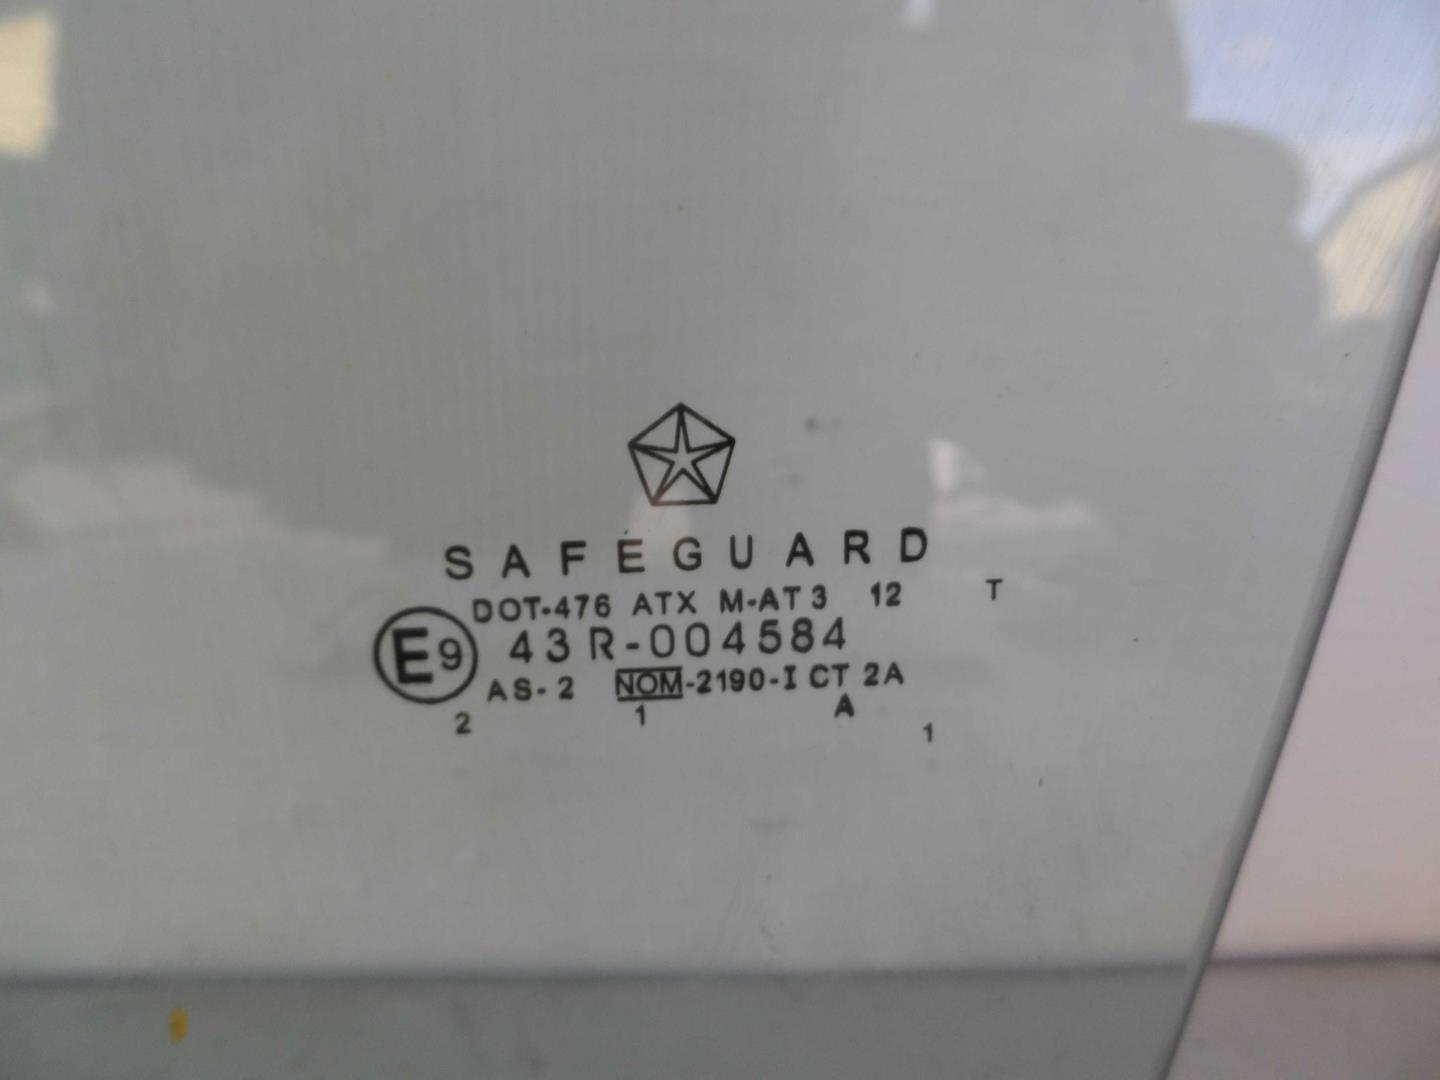 SAFEGUARD
DOT-476 ATX M-AT3 12 T
E9 43R-004584
AS-2 NOM-2190-I CT 2A
2 1 A 1